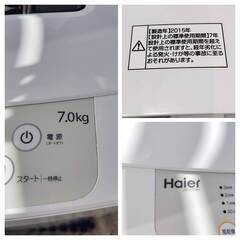 7.0kg
電源
スタート 一時停止
【製造年】2015年
【設計上の標準使用期間】7年
設計上の標準使用期間を超え
て使用されますと、経年劣化に
よる発火・けが等の事故に至る
おそれがあります。
Haier